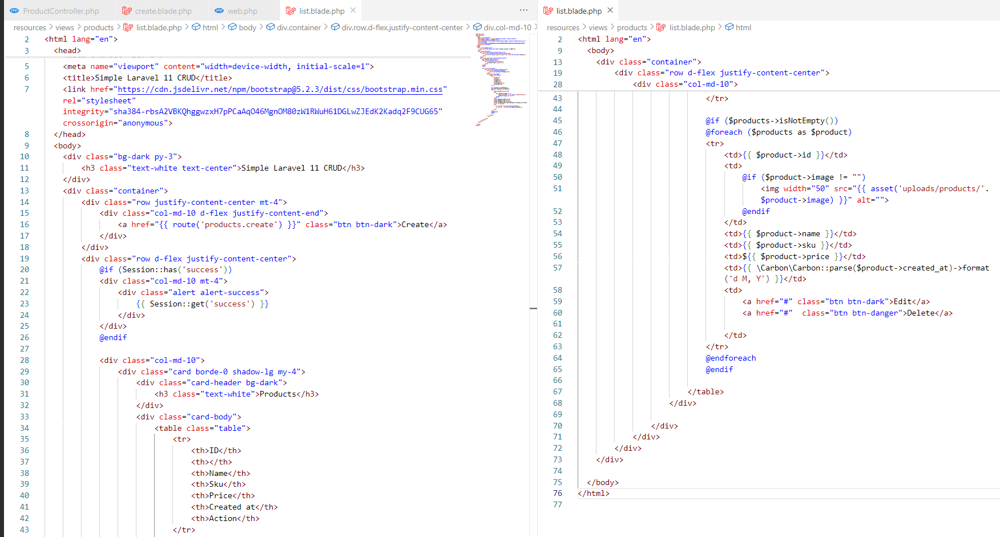 ProductController.php
create.blade.php
web.php
list.blade.php
resources > views > products > list.blade.php > html > body > div.container > div.row.d-flex.justify-content-center > div.col-md-10 >
2 <html lang="en">
3 <head>
5 <meta name="viewport" content="width=device-width, initial-scale=1">
6 <title>Simple Laravel 11 CRUD</title>
7 <link href="https://cdn.jsdelivr.net/npm/bootstrap@5.2.3/dist/css/bootstrap.min.css"
rel="stylesheet"
integrity="sha384-rbsA2VBKQhggwzxH7pPCaAqO46MgnOM80zW1RWuH61DGLwZJEdK2Kadq2F9CUG65"
crossorigin="anonymous">
8 </head>
9 <body>
10 <div class="bg-dark py-3">
11 <h3 class="text-white text-center">Simple Laravel 11 CRUD</h3>
12 </div>
13 <div class="container">
14 <div class="row justify-content-center mt-4">
15 <div class="col-md-10 d-flex justify-content-end">
16 <a href="{{ route('products.create') }}" class="btn btn-dark">Create</a>
17 </div>
18 </div>
19 <div class="row d-flex justify-content-center">
20 @if (Session::has('success'))
21 <div class="col-md-10 mt-4">
22 <div class="alert alert-success">
23 {{ Session::get('success') }}
24 </div>
25 </div>
26 @endif
27
28 <div class="col-md-10">
29 <div class="card borde-0 shadow-lg my-4">
30 <div class="card-header bg-dark">
31 <h3 class="text-white">Products</h3>
32 </div>
33 <div class="card-body">
34 <table class="table">
35 <tr>
36 <th>ID</th>
37 <th></th>
38 <th>Name</th>
39 <th>Sku</th>
40 <th>Price</th>
41 <th>Created at</th>
42 <th>Action</th>
43 </tr>
list.blade.php
resources > views > products > list.blade.php > html
2 <html lang="en">
9 <body>
13 <div class="container">
19 <div class="row d-flex justify-content-center">
28 <div class="col-md-10">
43 </tr>
44
45 @if ($products->isNotEmpty())
46 @foreach ($products as $product)
47 <tr>
48 <td>{{ $product->id }}</td>
49 <td>
50 @if ($product->image != "")
51 <img width="50" src="{{ asset('uploads/products/'.
$product->image) }}" alt="">
52 @endif
53 </td>
54 <td>{{ $product->name }}</td>
55 <td>{{ $product->sku }}</td>
56 <td>${{ $product->price }}</td>
57 <td>{{ \Carbon\Carbon::parse($product->created_at)->format
('d M, Y') }}</td>
58 <td>
59 <a href="#" class="btn btn-dark">Edit</a>
60 <a href="#"  class="btn btn-danger">Delete</a>
61
62 </td>
63 </tr>
64 @endforeach
65 @endif
66
67 </table>
68 </div>
69
70 </div>
71 </div>
72 </div>
73 </div>
74
75 </body>
76 </html>
77